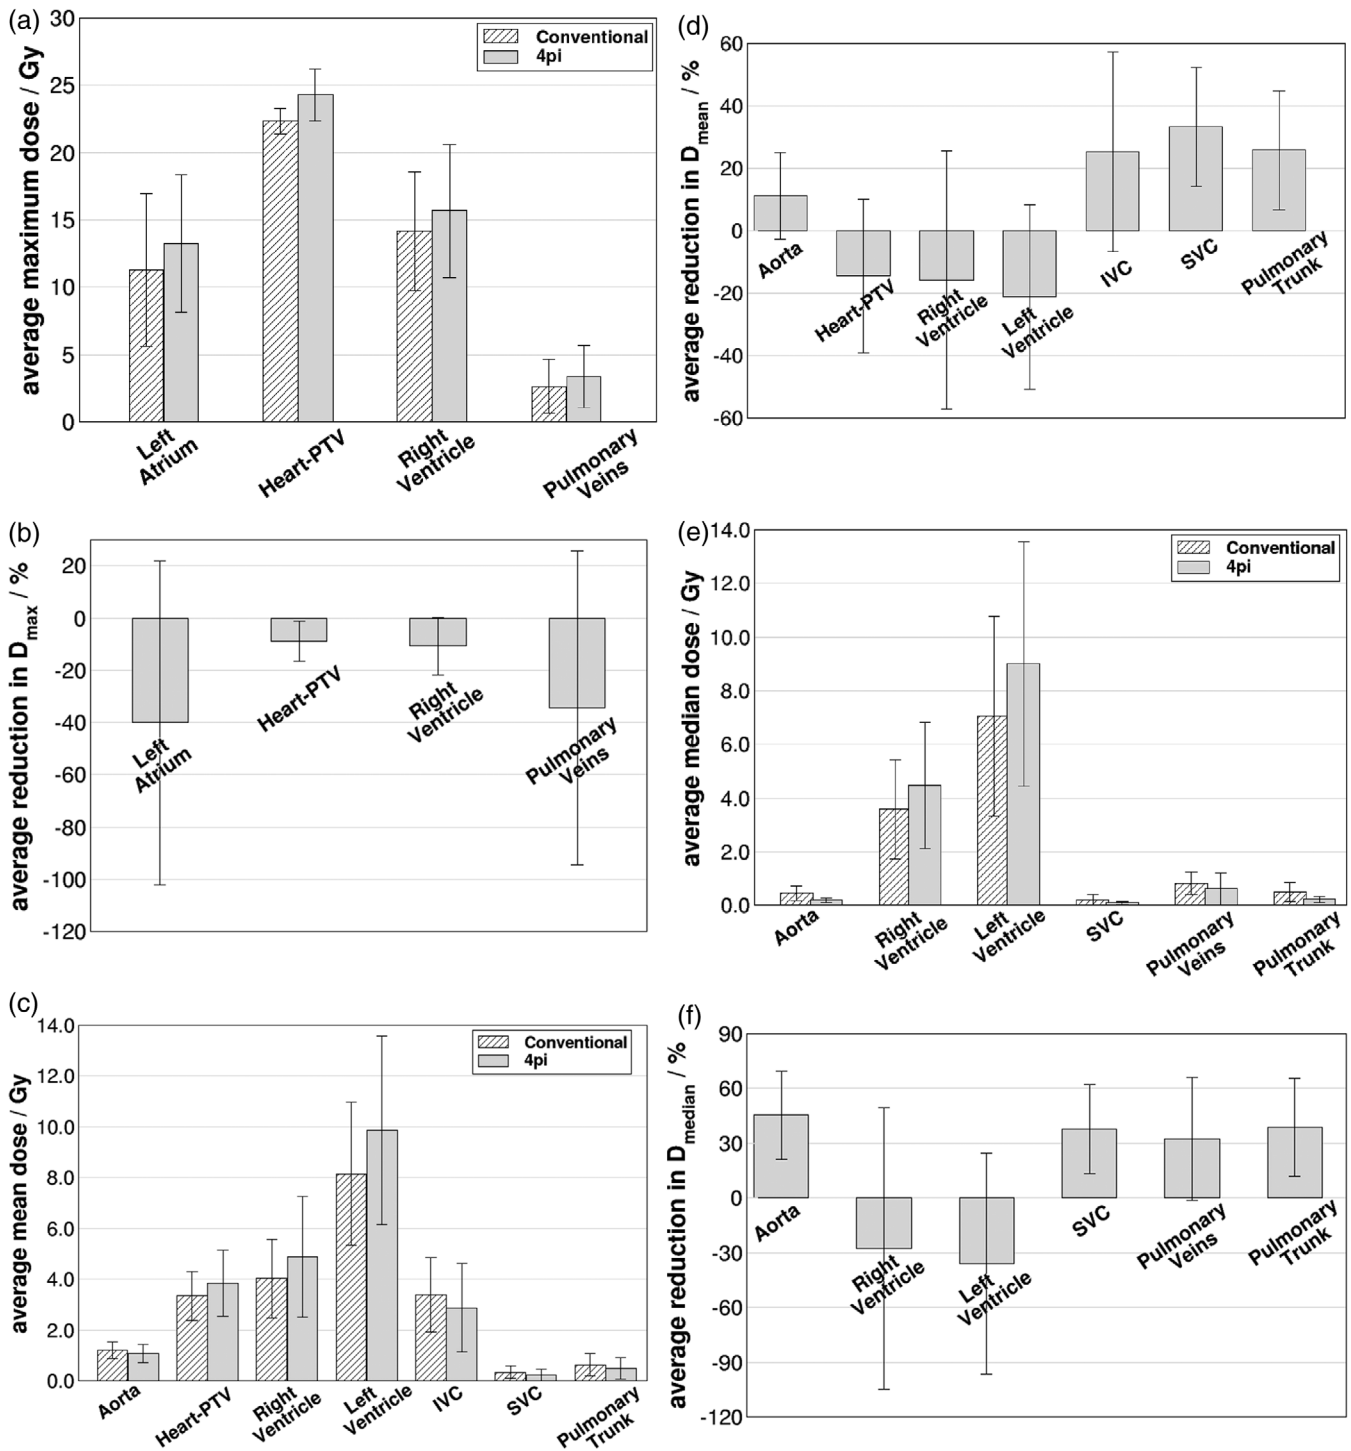 (a)
average maximum dose / Gy
30
25
20
15
10
5
0
Conventional
4pi
Left
Atrium
Heart-PTV
Right
Ventricle
Pulmonary
Veins
(b)
average reduction in Dmax / %
20
0
-20
-40
-60
-80
-100
-120
Left
Atrium
Heart-PTV
Right
Ventricle
Pulmonary
Veins
(c)
average mean dose / Gy
14.0
12.0
10.0
8.0
6.0
4.0
2.0
0.0
Conventional
4pi
Aorta
Heart-PTV
Right
Ventricle
Left
Ventricle
IVC
SVC
Pulmonary
Trunk
(d)
average reduction in Dmean / %
60
40
20
0
-20
-40
-60
Aorta
Heart-PTV
Right
Ventricle
Left
Ventricle
IVC
SVC
Pulmonary
Trunk
(e)
average median dose / Gy
14.0
12.0
10.0
8.0
6.0
4.0
2.0
0.0
Conventional
4pi
Aorta
Right
Ventricle
Left
Ventricle
SVC
Pulmonary
Veins
Pulmonary
Trunk
(f)
average reduction in Dmedian / %
90
60
30
0
-30
-60
-90
-120
Aorta
Right
Ventricle
Left
Ventricle
SVC
Pulmonary
Veins
Pulmonary
Trunk